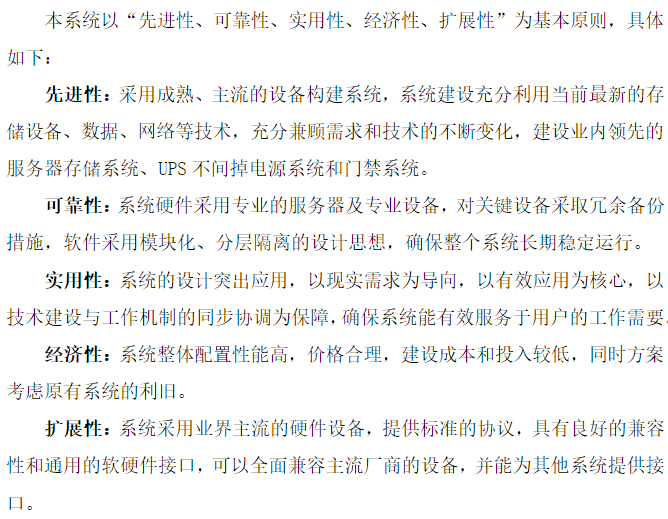 本系统以“先进性、可靠性、实用性、经济性、扩展性”为基本原则，具体
如下：
先进性：采用成熟、主流的设备构建系统，系统建设充分利用当前最新的存
储设备、数据、网络等技术，充分兼顾需求和技术的不断变化，建设业内领先的
服务器存储系统、UPS 不间掉电源系统和门禁系统。
可靠性：系统硬件采用专业的服务器及专业设备，对关键设备采取冗余备份
措施，软件采用模块化、分层隔离的设计思想，确保整个系统长期稳定运行。
实用性：系统的设计突出应用，以现实需求为导向，以有效应用为核心，以
技术建设与工作机制的同步协调为保障，确保系统能有效服务于用户的工作需要。
经济性：系统整体配置性能高，价格合理，建设成本和投入较低，同时方案
考虑原有系统的利旧。
扩展性：系统采用业界主流的硬件设备，提供标准的协议，具有良好的兼容
性和通用的软硬件接口，可以全面兼容主流厂商的设备，并能为其他系统提供接
口。